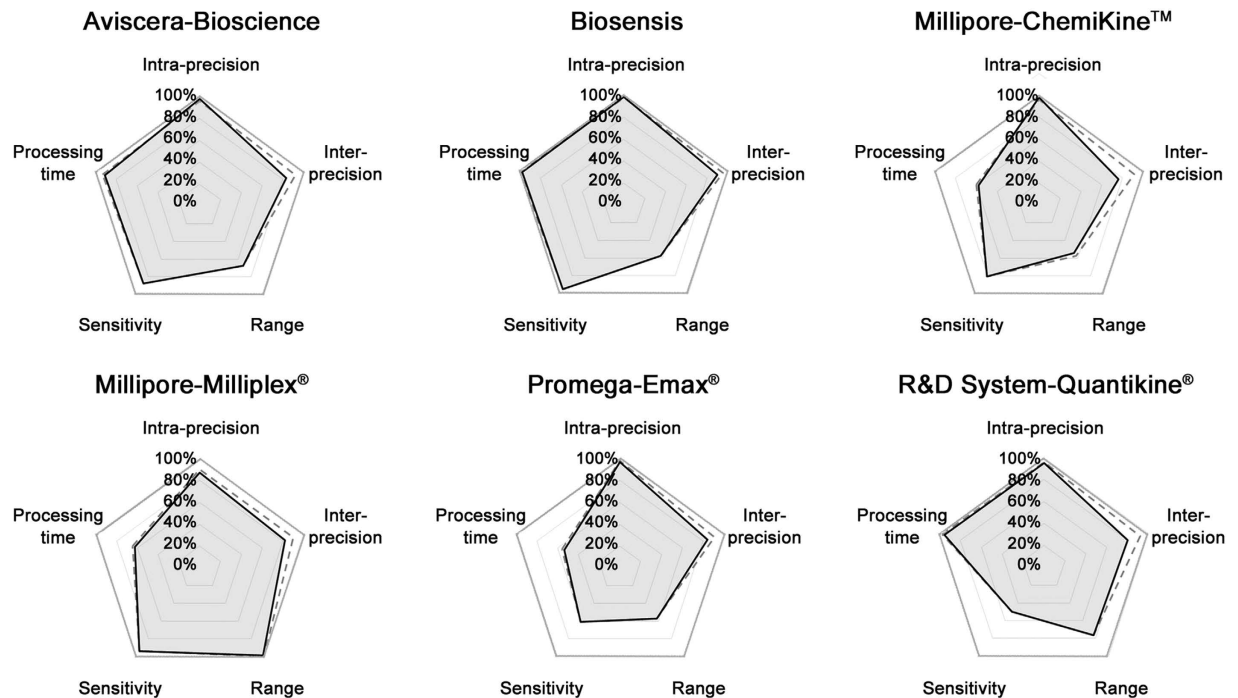 Aviscera-Bioscience
Intra-precision
100%
80%
60%
40%
20%
0%
Processing
time
Inter-
precision
Sensitivity
Range
Biosensis
Intra-precision
100%
80%
60%
40%
20%
0%
Processing
time
Inter-
precision
Sensitivity
Range
Millipore-ChemiKine™
Intra-precision
100%
80%
60%
40%
20%
0%
Processing
time
Inter-
precision
Sensitivity
Range
Millipore-Milliplex®
Intra-precision
100%
80%
60%
40%
20%
0%
Processing
time
Inter-
precision
Sensitivity
Range
Promega-Emax®
Intra-precision
100%
80%
60%
40%
20%
0%
Processing
time
Inter-
precision
Sensitivity
Range
R&D System-Quantikine®
Intra-precision
100%
80%
60%
40%
20%
0%
Processing
time
Inter-
precision
Sensitivity
Range